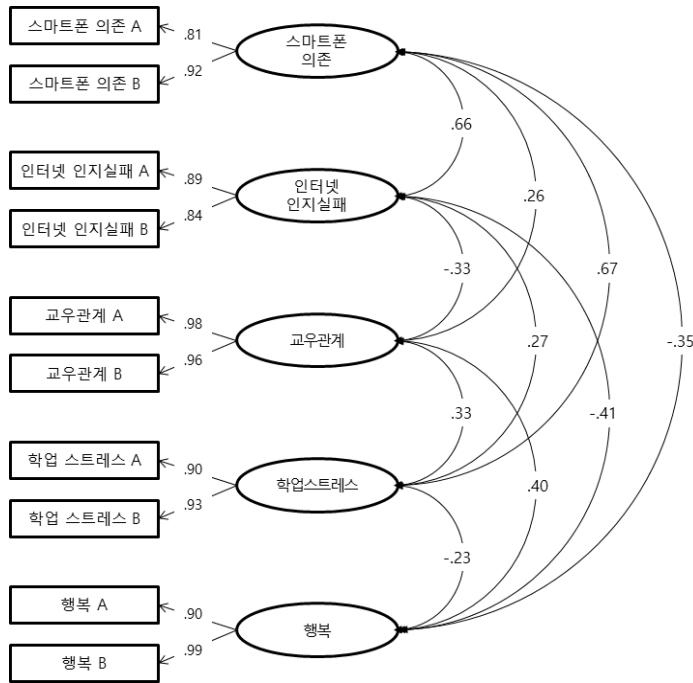 스마트폰 의존 A
.81
스마트폰
의존
.92
스마트폰 의존 B
.66
인터넷 인지실패 A
.89
인터넷
인지실패
.26
.84
인터넷 인지실패 B
-.33
.67
교우관계 A
.98
교우관계
.27
-.35
.96
교우관계 B
.33
-.41
학업 스트레스 A
.90
학업스트레스
.40
.93
학업 스트레스 B
-.23
행복 A
.90
행복
.99
행복 B